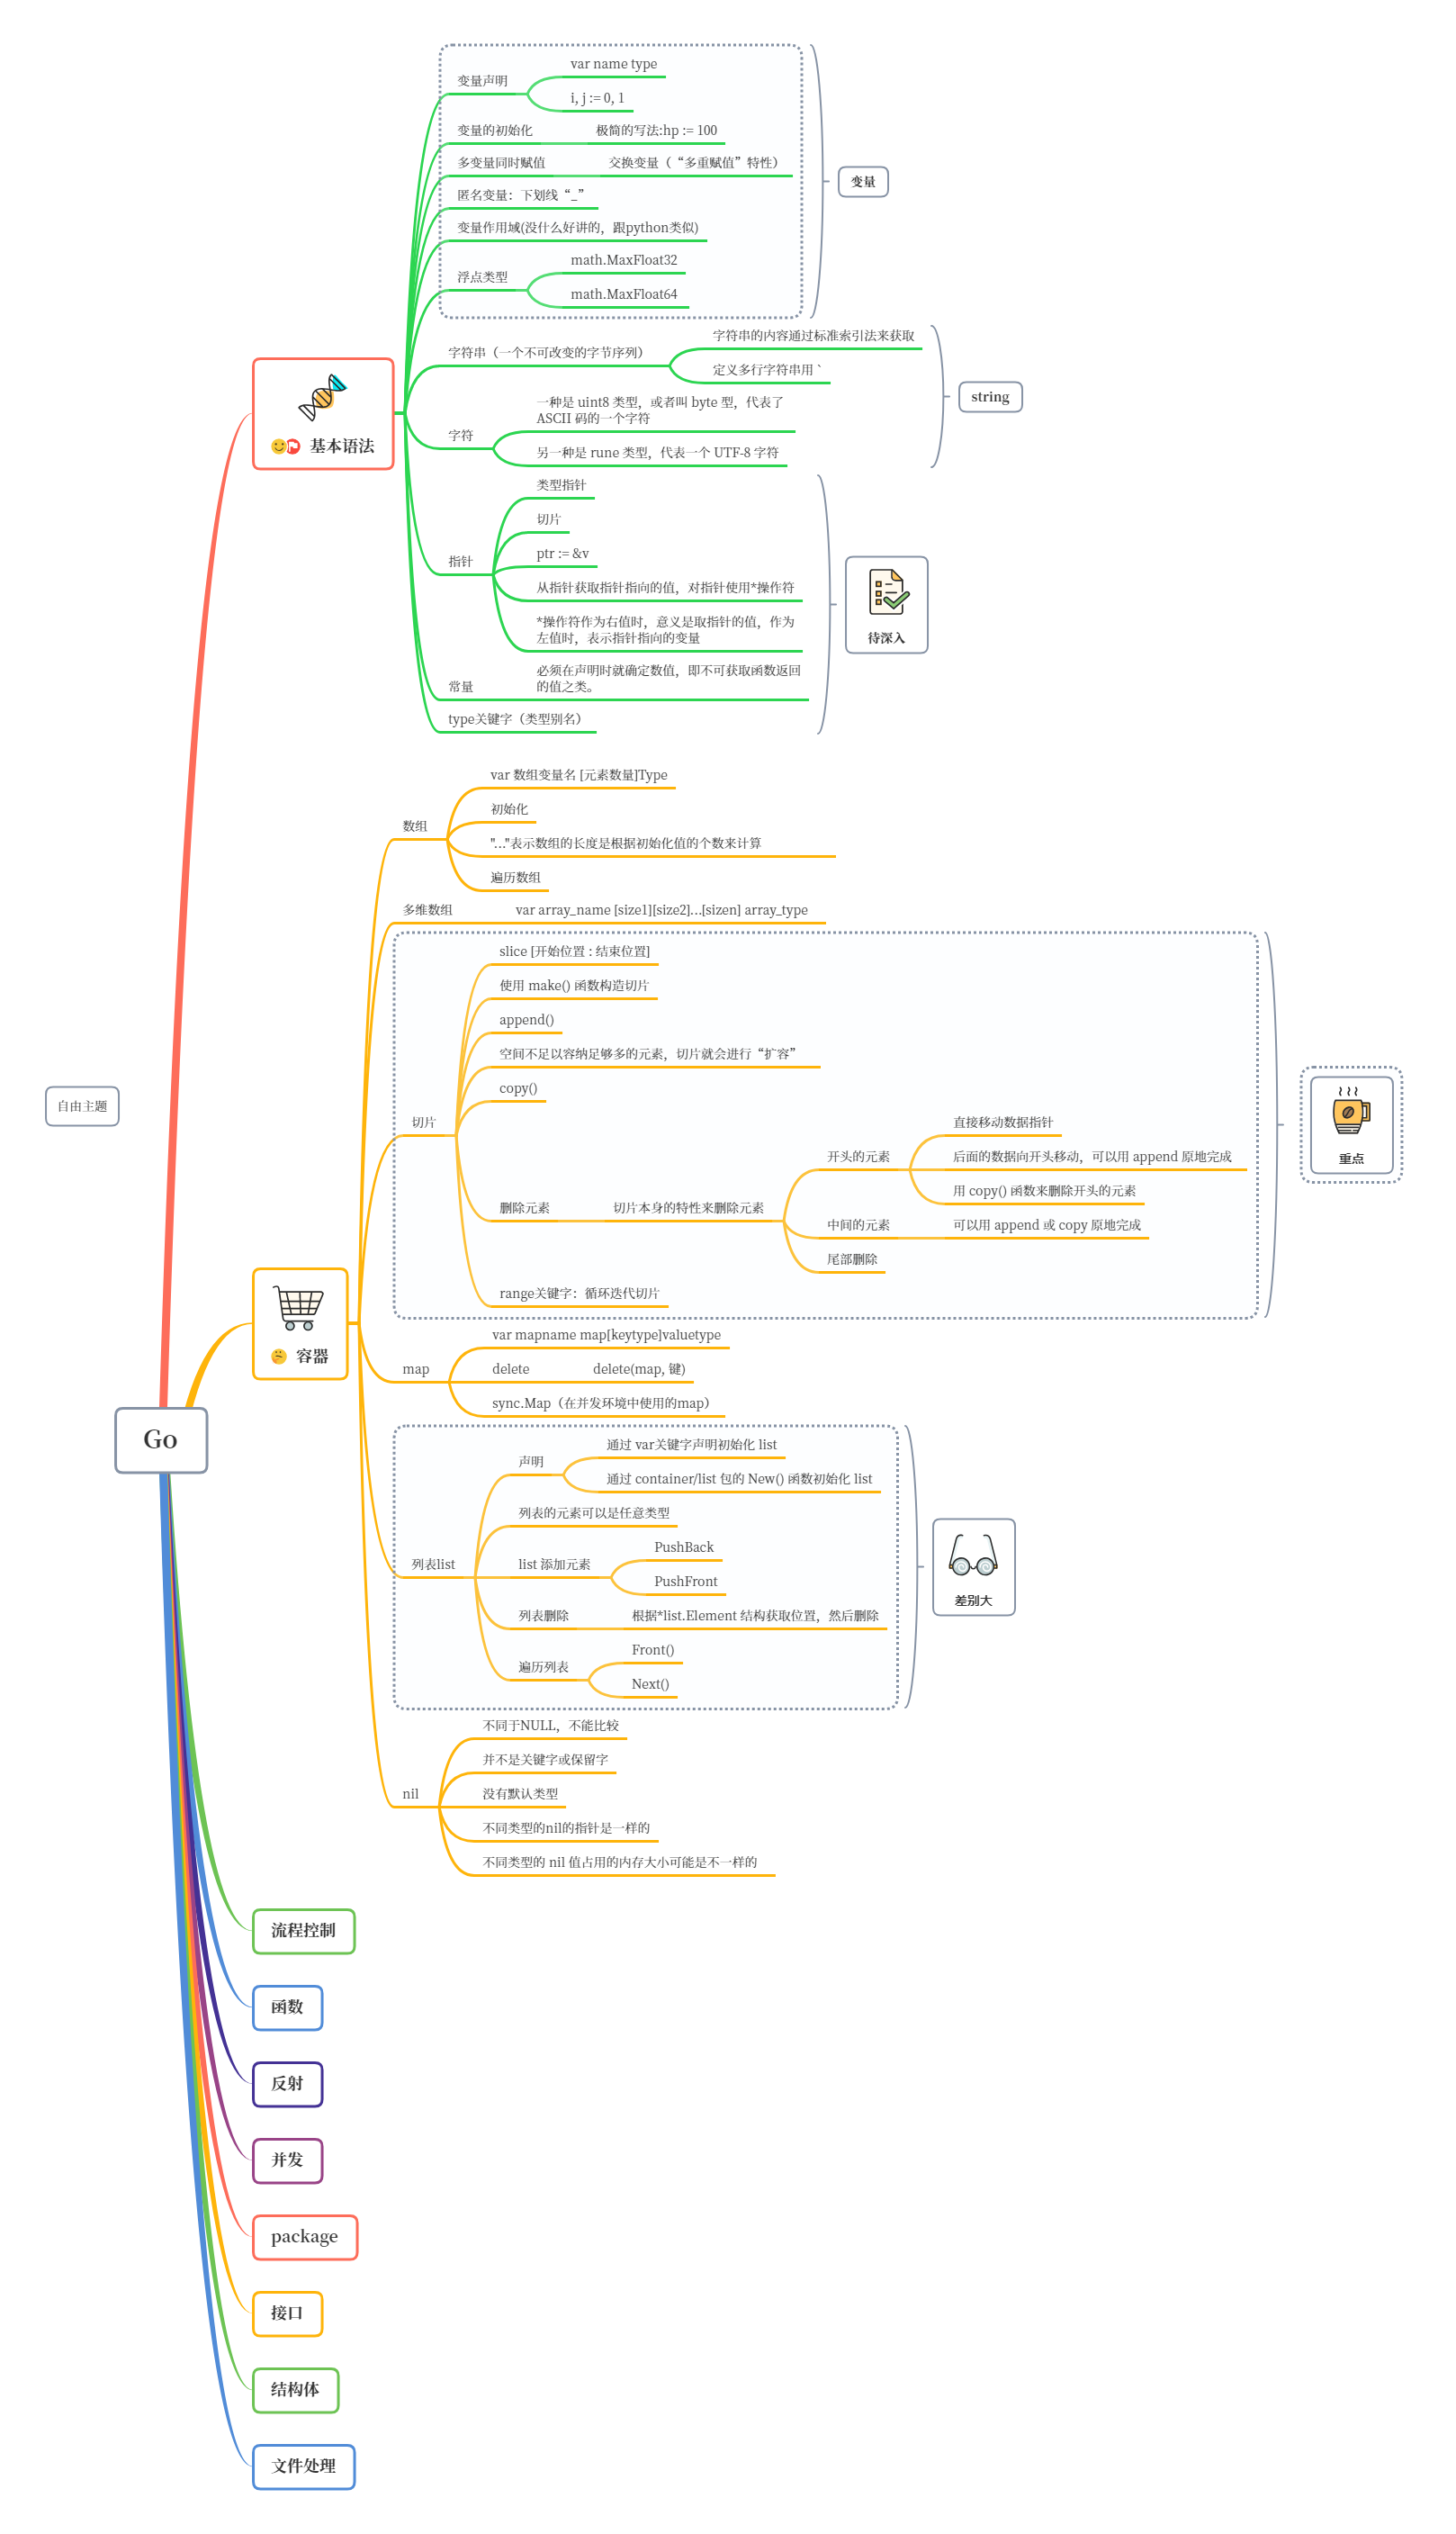 var name type
变量声明
i, j := 0, 1
变量的初始化
极简的写法:hp := 100
多变量同时赋值
交换变量（“多重赋值”特性）
变量
匿名变量：下划线“_”
变量作用域(没什么好讲的，跟python类似)
math.MaxFloat32
浮点类型
math.MaxFloat64
字符串的内容通过标准索引法来获取
字符串（一个不可改变的字节序列）
定义多行字符串用 `
string
一种是 uint8 类型，或者叫 byte 型，代表了
ASCII 码的一个字符
字符
另一种是 rune 类型，代表一个 UTF-8 字符
基本语法
类型指针
切片
ptr := &v
指针
从指针获取指针指向的值，对指针使用*操作符
*操作符作为右值时，意义是取指针的值，作为
左值时，表示指针指向的变量
待深入
必须在声明时就确定数值，即不可获取函数返回
的值之类。
常量
type关键字（类型别名）
var 数组变量名 [元素数量]Type
初始化
数组
"..."表示数组的长度是根据初始化值的个数来计算
遍历数组
多维数组
var array_name [size1][size2]...[sizen] array_type
slice [开始位置 : 结束位置]
使用 make() 函数构造切片
append()
空间不足以容纳足够多的元素，切片就会进行“扩容”
copy()
自由主题
切片
直接移动数据指针
开头的元素
后面的数据向开头移动，可以用 append 原地完成
重点
用 copy() 函数来删除开头的元素
删除元素
切片本身的特性来删除元素
中间的元素
可以用 append 或 copy 原地完成
尾部删除
range关键字：循环迭代切片
容器
var mapname map[keytype]valuetype
map
delete
delete(map, 键)
sync.Map（在并发环境中使用的map）
Go
通过 var关键字声明初始化 list
声明
通过 container/list 包的 New() 函数初始化 list
列表的元素可以是任意类型
PushBack
列表list
list 添加元素
PushFront
差别大
列表删除
根据*list.Element 结构获取位置，然后删除
Front()
遍历列表
Next()
不同于NULL，不能比较
并不是关键字或保留字
nil
没有默认类型
不同类型的nil的指针是一样的
不同类型的 nil 值占用的内存大小可能是不一样的
流程控制
函数
反射
并发
package
接口
结构体
文件处理